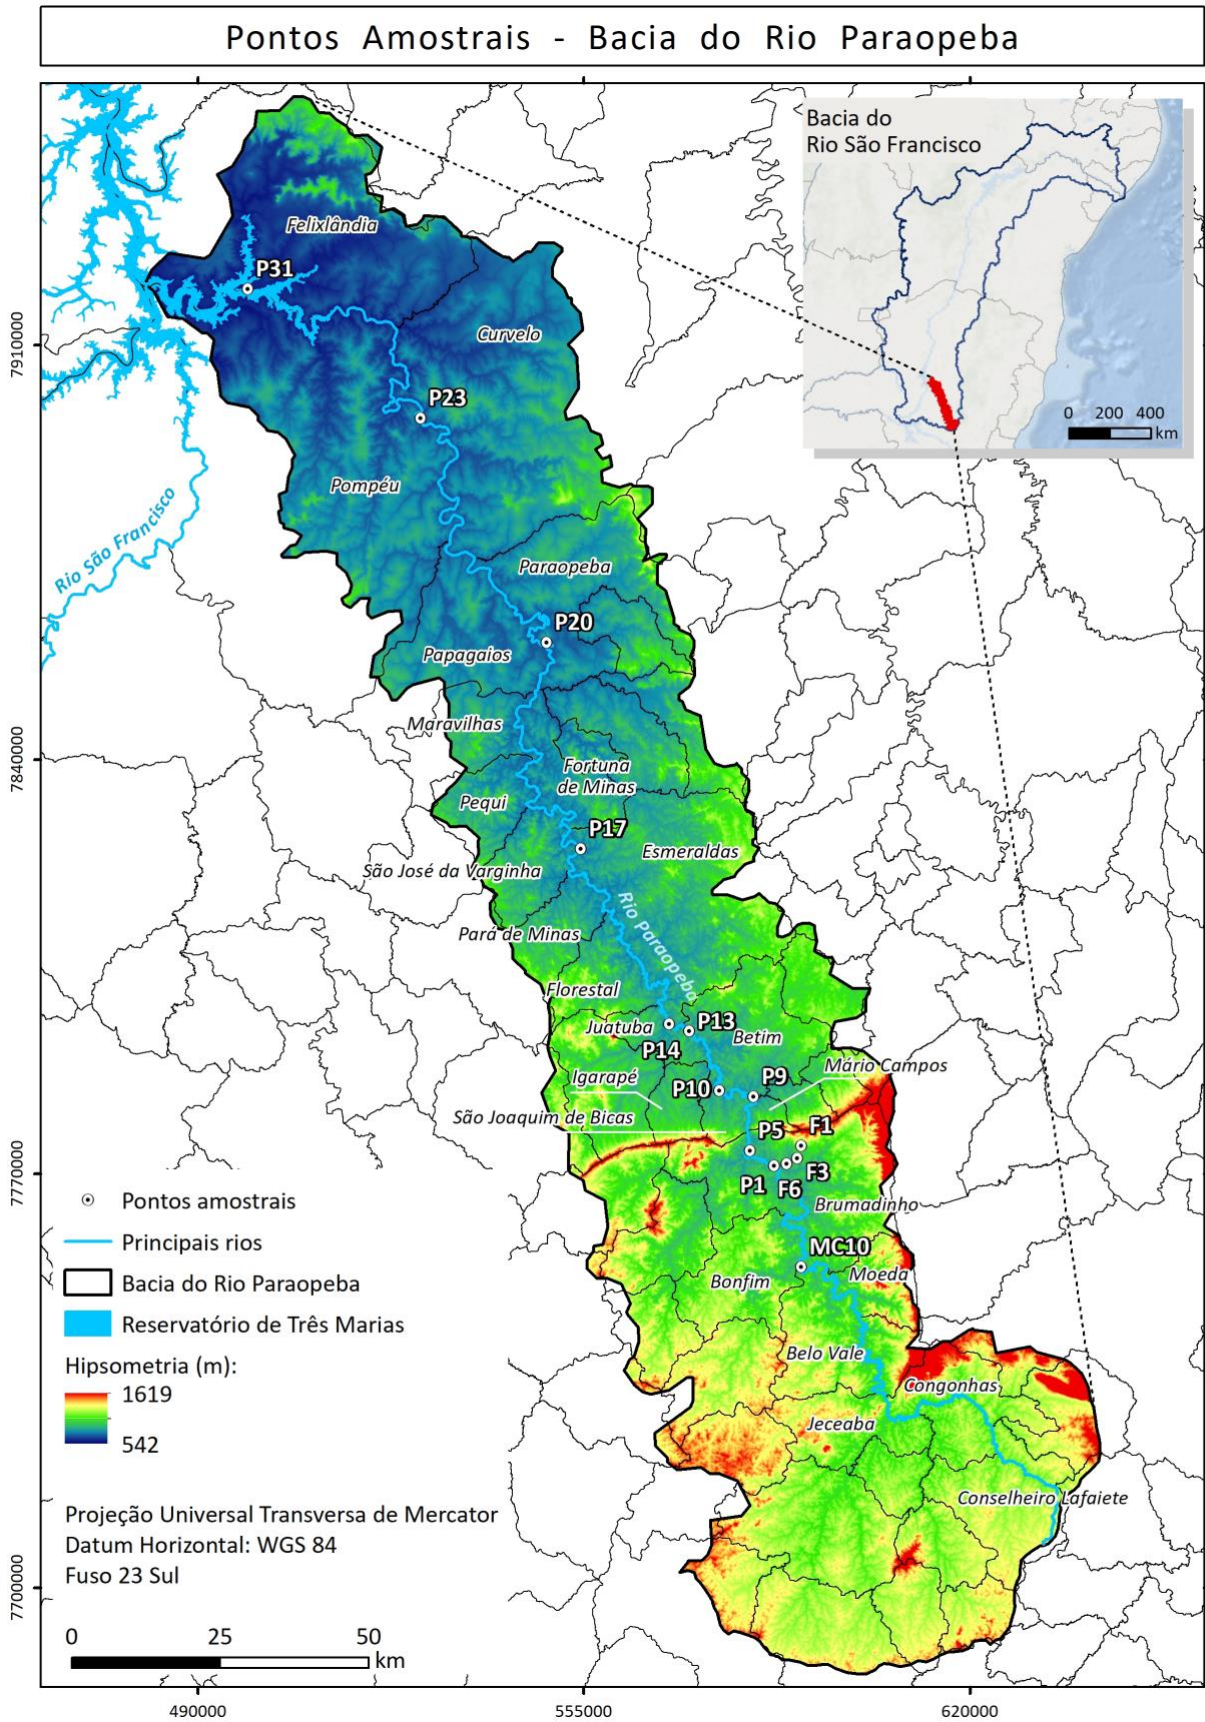 Pontos Amostrais - Bacia do Rio Paraopeba
Bacia do
Rio São Francisco
0 200 400
km
Felixlândia
P31
Curvelo
7910000
P23
Pompéu
Rio São Francisco
Paraopeba
P20
Papagaios
Maravilhas
7840000
Fortuna
de Minas
Pequi
P17
Esmeraldas
São José da Varginha
Rio Paraopeba
Pará de Minas
Florestal
Juatuba
P13
Betim
P14
Mário Campos
Igarapé
P10
P9
São Joaquim de Bicas
P5
F1
7770000
P1
F6
F3
Brumadinho
MC10
Bonfim
Moeda
Belo Vale
Congonhas
Jeceaba
Conselheiro Lafaiete
Pontos amostrais
Principais rios
Bacia do Rio Paraopeba
Reservatório de Três Marias
Hipsometria (m):
1619
542
Projeção Universal Transversa de Mercator
Datum Horizontal: WGS 84
Fuso 23 Sul
7700000
0 25 50
km
490000 555000 620000